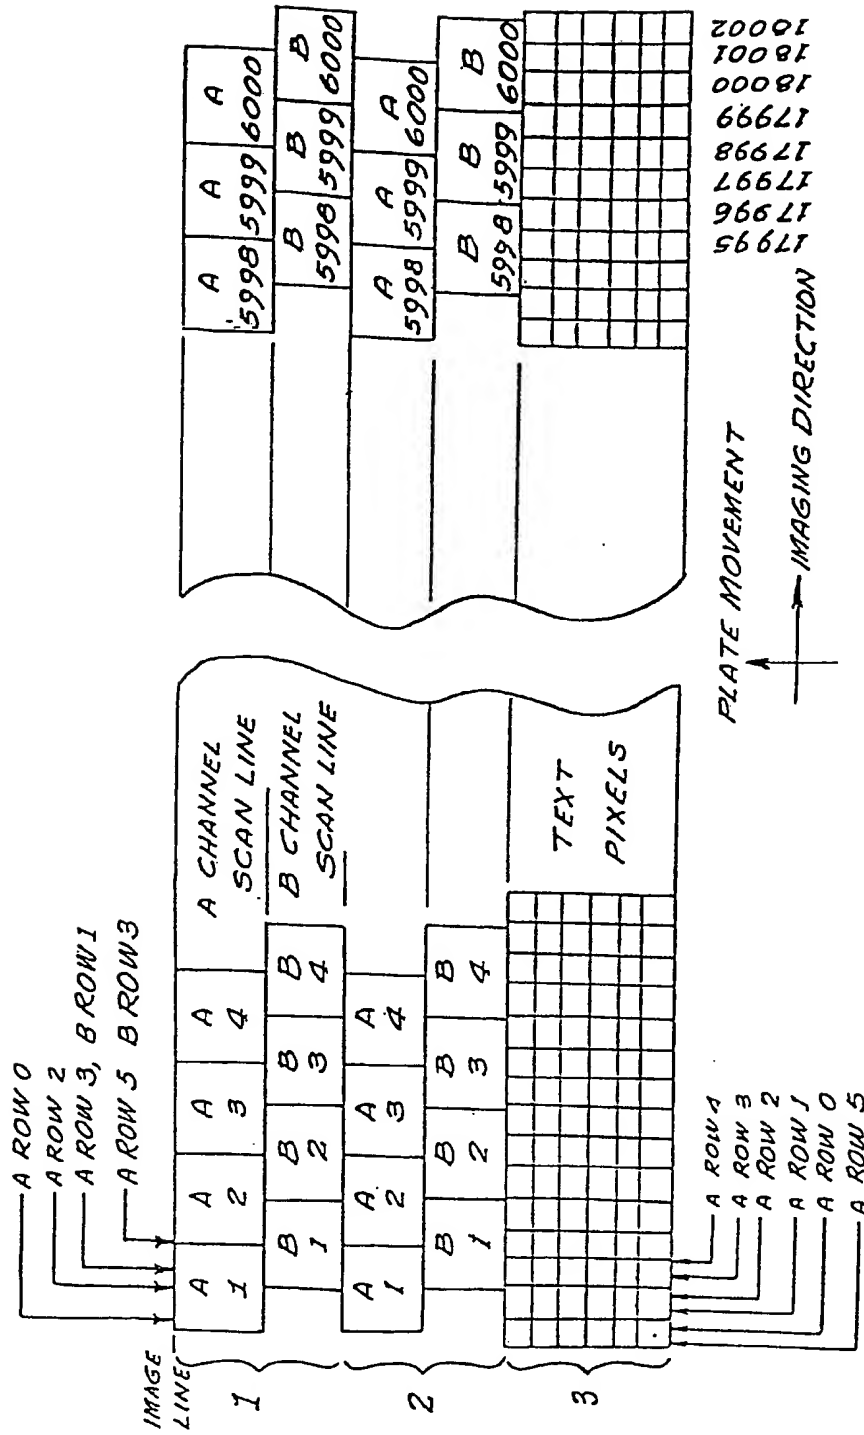 A ROW 0
A ROW 2
A ROW 3, B ROW 1
A ROW 5 B ROW 3
IMAGE
LINE
1
A 1
A 2
A 3
A 4
A CHANNEL
SCAN LINE
A 5998
A 5999
A 6000
B 1
B 2
B 3
B 4
B CHANNEL
SCAN LINE
B 5998
B 5999
B 6000
2
A 1
A 2
A 3
A 4
A 5998
A 5999
A 6000
B 1
B 2
B 3
B 4
B 5998
B 5999
B 6000
3
TEXT
PIXELS
A ROW 4
A ROW 3
A ROW 2
A ROW 1
A ROW 0
A ROW 5
PLATE MOVEMENT
IMAGING DIRECTION
17995
17996
17997
17998
17999
18000
18001
18002